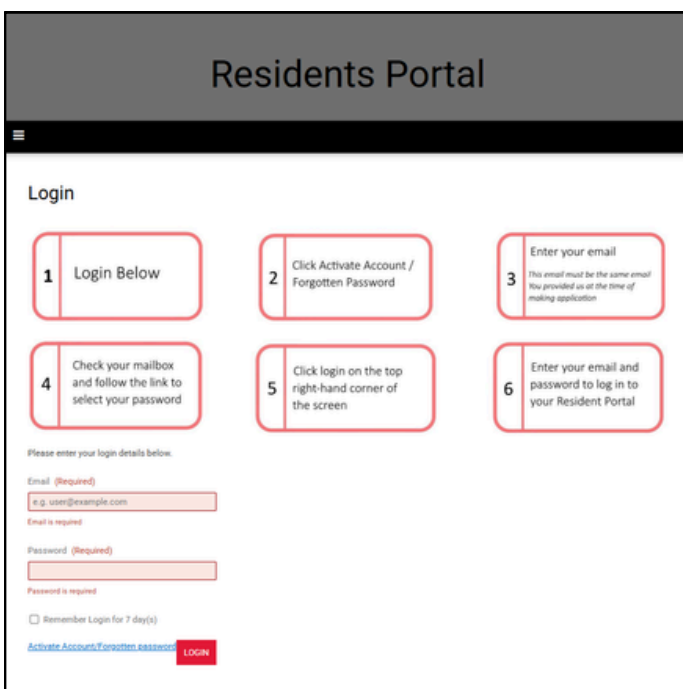 Residents Portal
Login
1
Login Below
2
Click Activate Account /
Forgotten Password
3
Enter your email
This email must be the same email
You provided us at the time of
making application
4
Check your mailbox
and follow the link to
select your password
5
Click login on the top
right-hand corner of
the screen
6
Enter your email and
password to log in to
your Resident Portal
Please enter your login details below.
Email (Required)
e.g. user@example.com
Email is required
Password (Required)
Password is required
Remember Login for 7 day(s)
Activate Account/Forgotten password
LOGIN